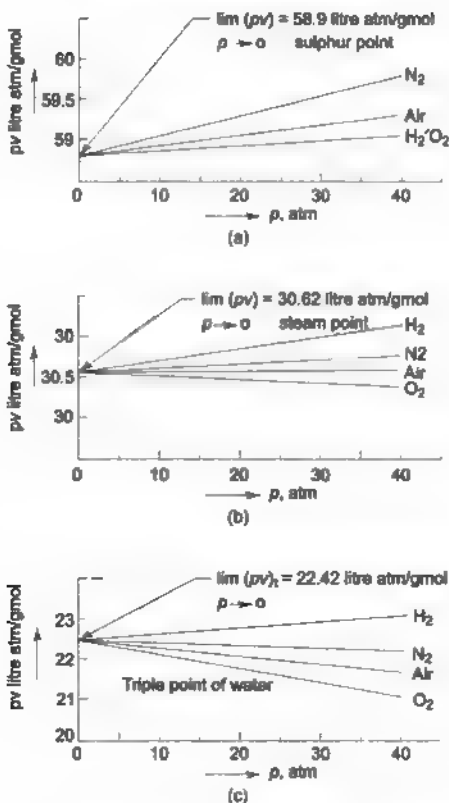 lim (pv) = 58.9 litre atm/gmol
p → o sulphur point
60
59.5
59
pv litre atm/gmol
N₂
Air
H₂'O₂
0 10 20 30 40
→ p, atm
(a)
lim (pv) = 30.62 litre atm/gmol
p → o steam point
30
30.5
30
pv litre atm/gmol
H₂
N2
Air
O₂
0 10 20 30 40
→ p, atm
(b)
lim (pv)ₜ = 22.42 litre atm/gmol
p → o
23
22
21
20
pv litre atm/gmol
H₂
N₂
Air
O₂
Triple point of water
0 10 20 30 40
→ p, atm
(c)